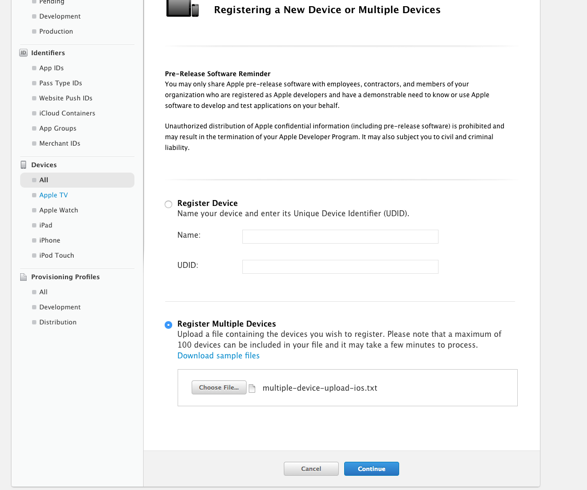 Pending
Development
Production
Identifiers
App IDs
Pass Type IDs
Website Push IDs
iCloud Containers
App Groups
Merchant IDs
Devices
All
Apple TV
Apple Watch
iPad
iPhone
iPod Touch
Provisioning Profiles
All
Development
Distribution
Registering a New Device or Multiple Devices
Pre-Release Software Reminder
You may only share Apple pre-release software with employees, contractors, and members of your
organization who are registered as Apple developers and have a demonstrable need to know or use Apple
software to develop and test applications on your behalf.
Unauthorized distribution of Apple confidential information (including pre-release software) is prohibited and
may result in the termination of your Apple Developer Program. It may also subject you to civil and criminal
liability.
Register Device
Name your device and enter its Unique Device Identifier (UDID).
Name:
UDID:
Register Multiple Devices
Upload a file containing the devices you wish to register. Please note that a maximum of
100 devices can be included in your file and it may take a few minutes to process.
Download sample files
Choose File... multiple-device-upload-ios.txt
Cancel Continue